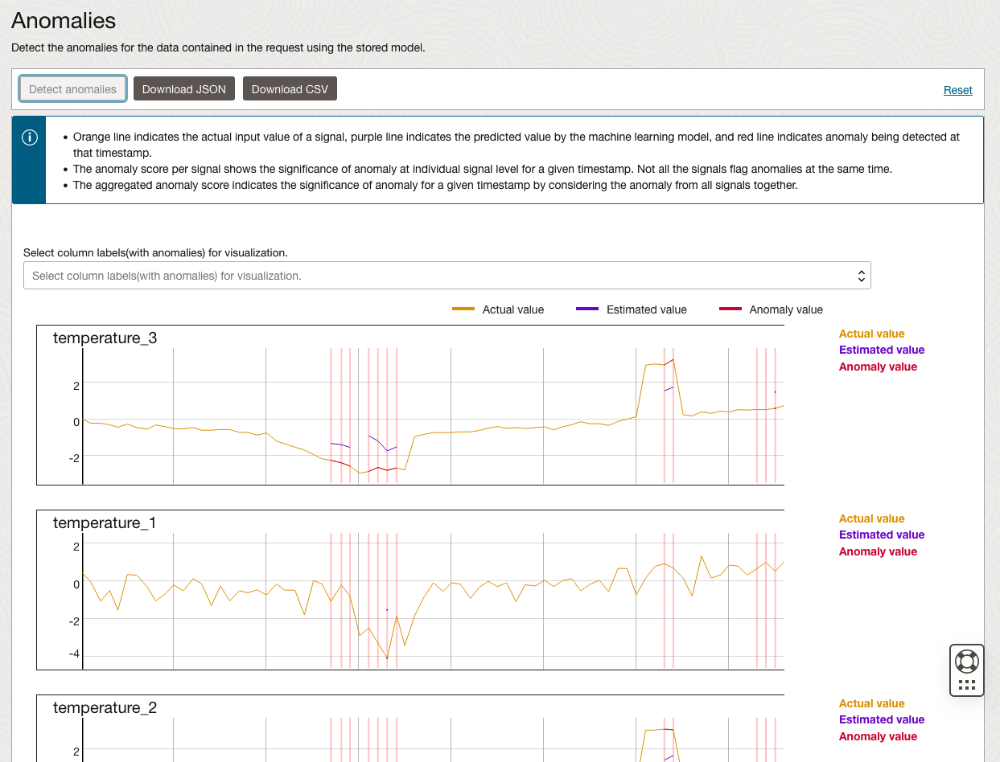 Anomalies
Detect the anomalies for the data contained in the request using the stored model.
Detect anomalies
Download JSON
Download CSV
Reset
• Orange line indicates the actual input value of a signal, purple line indicates the predicted value by the machine learning model, and red line indicates anomaly being detected at
that timestamp.
• The anomaly score per signal shows the significance of anomaly at individual signal level for a given timestamp. Not all the signals flag anomalies at the same time.
• The aggregated anomaly score indicates the significance of anomaly for a given timestamp by considering the anomaly from all signals together.
Select column labels(with anomalies) for visualization.
Select column labels(with anomalies) for visualization.
Actual value
Estimated value
Anomaly value
temperature_3
2
0
-2
Actual value
Estimated value
Anomaly value
temperature_1
2
0
-2
-4
Actual value
Estimated value
Anomaly value
temperature_2
2
Actual value
Estimated value
Anomaly value